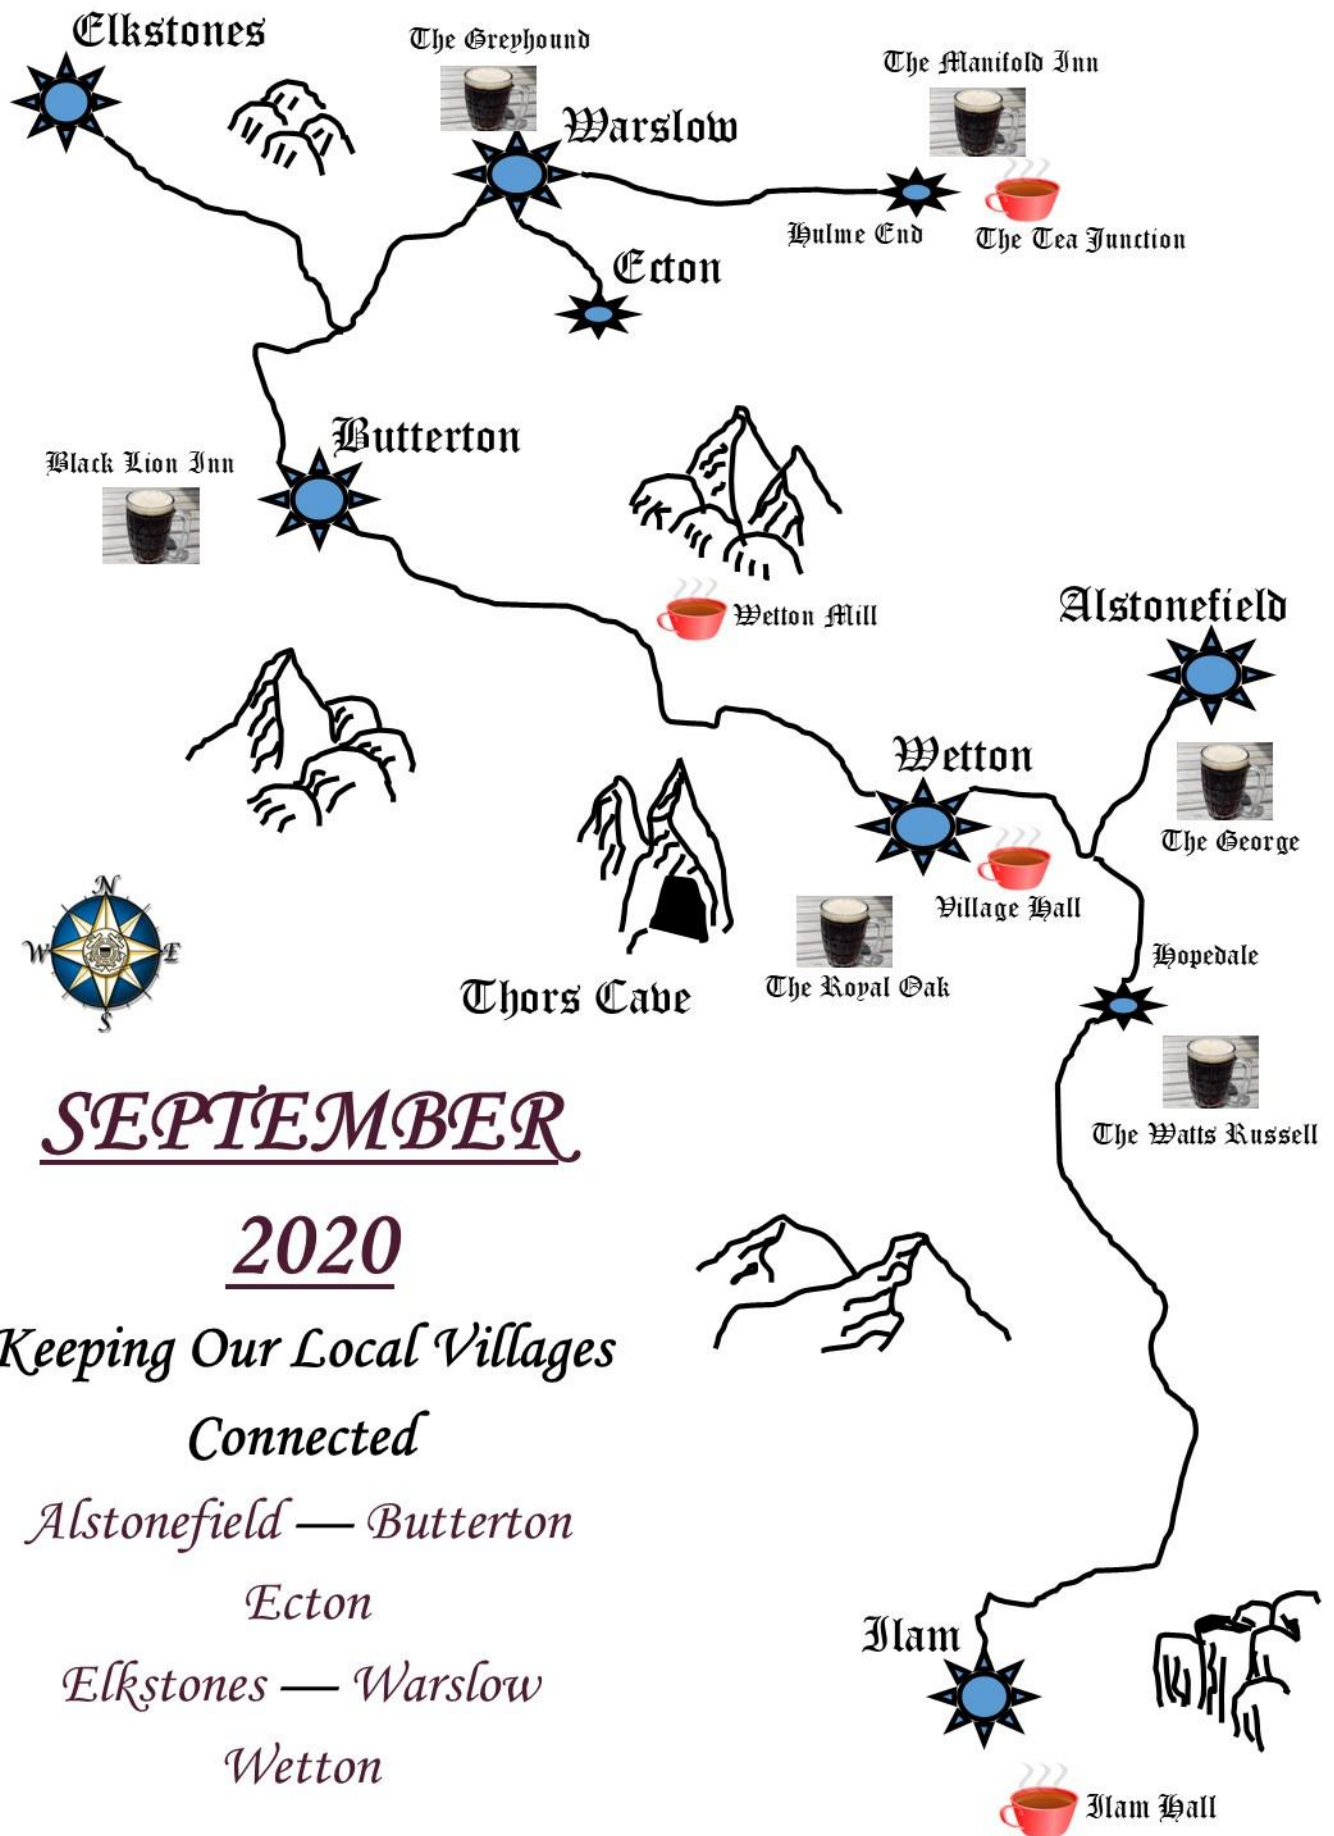 Elkstones
The Greyhound
The Manifold Inn
Warslow
Hulme End
The Tea Junction
Ecton
Butterton
Black Lion Inn
Wetton Mill
Alstonefield
Wetton
The George
Village Hall
The Royal Oak
Hopedale
Thors Cave
N
W
E
S
The Watts Russell
SEPTEMBER
2020
Keeping Our Local Villages
Connected
Alstonefield — Butterton
Ecton
Elkstones — Warslow
Wetton
Ilam
Ilam Hall